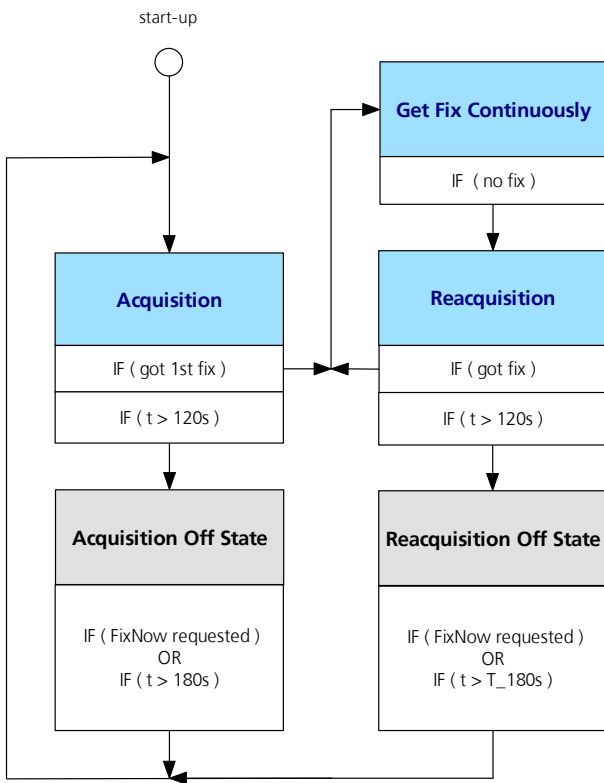 start-up
Get Fix Continuously
IF ( no fix )
Acquisition
IF ( got 1st fix )
IF ( t > 120s )
Reacquisition
IF ( got fix )
IF ( t > 120s )
Acquisition Off State
IF ( FixNow requested )
OR
IF ( t > 180s )
Reacquisition Off State
IF ( FixNow requested )
OR
IF ( t > T_180s )